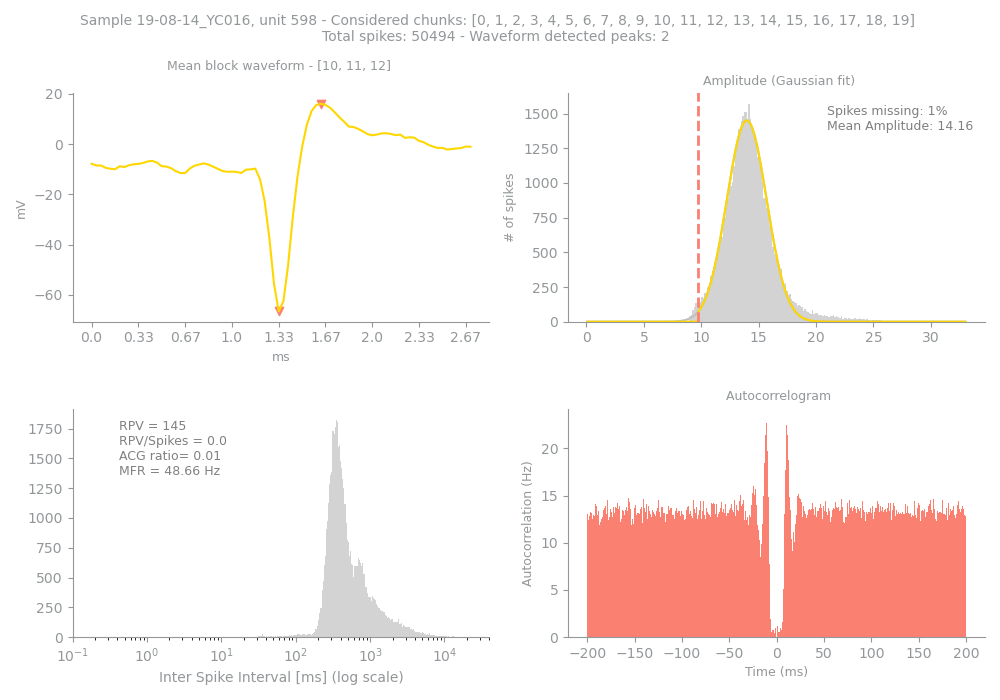 Sample 19-08-14_YC016, unit 598 - Considered chunks: [0, 1, 2, 3, 4, 5, 6, 7, 8, 9, 10, 11, 12, 13, 14, 15, 16, 17, 18, 19]
Total spikes: 50494 - Waveform detected peaks: 2
Mean block waveform - [10, 11, 12]
20
0
−20
−40
−60
mV
0.0 0.33 0.67 1.0 1.33 1.67 2.0 2.33 2.67
ms
Amplitude (Gaussian fit)
Spikes missing: 1%
Mean Amplitude: 14.16
1500
1250
1000
750
500
250
0
# of spikes
0 5 10 15 20 25 30
RPV = 145
RPV/Spikes = 0.0
ACG ratio= 0.01
MFR = 48.66 Hz
1750
1500
1250
1000
750
500
250
0
10⁻¹ 10⁰ 10¹ 10² 10³ 10⁴
Inter Spike Interval [ms] (log scale)
Autocorrelogram
20
15
10
5
0
Autocorrelation (Hz)
−200 −150 −100 −50 0 50 100 150 200
Time (ms)